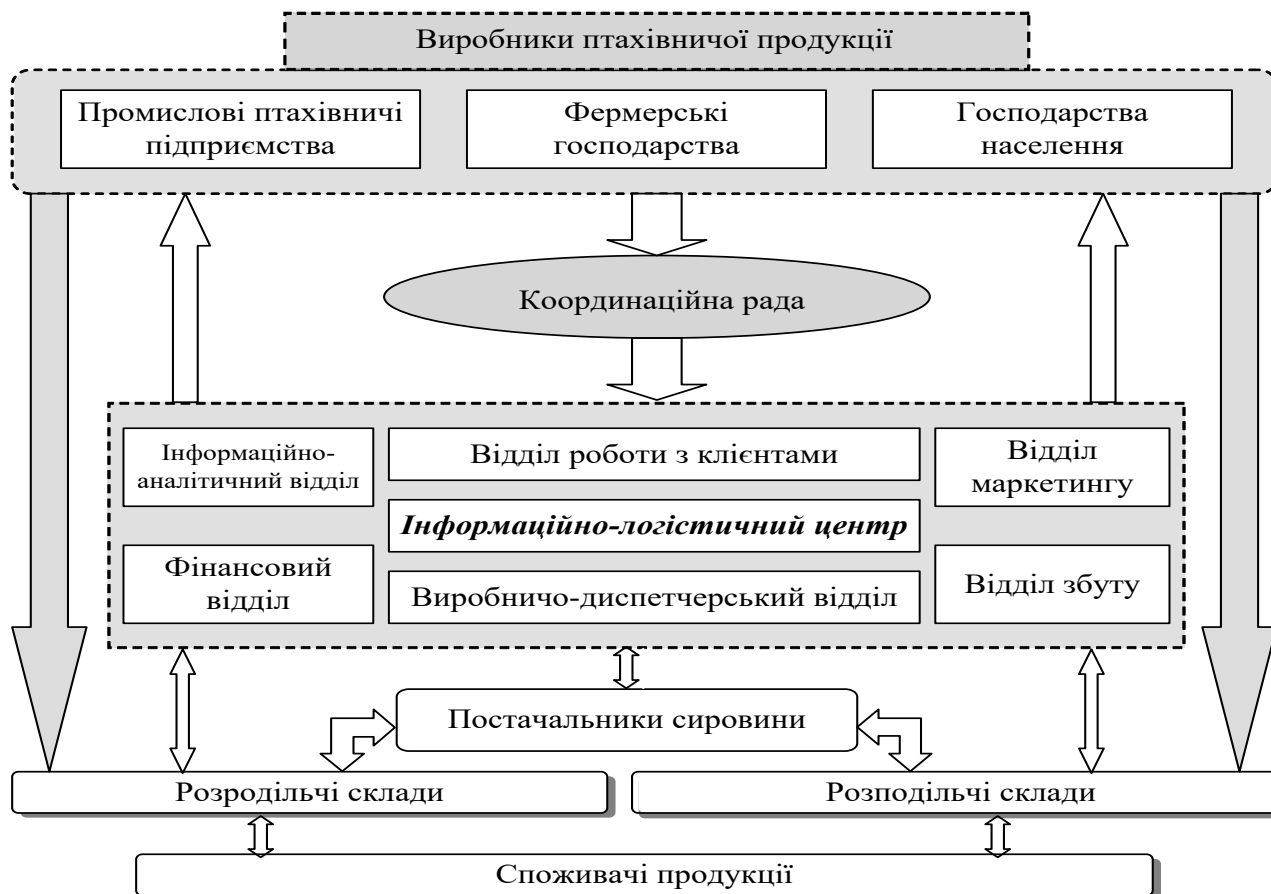 Виробники птахівничої продукції
Промислові птахівничі
підприємства
Фермерські
господарства
Господарства
населення
Координаційна рада
Інформаційно-
аналітичний відділ
Відділ роботи з клієнтами
Відділ
маркетингу
Інформаційно-логістичний центр
Фінансовий
відділ
Виробничо-диспетчерський відділ
Відділ збуту
Постачальники сировини
Розродільчі склади
Розподільчі склади
Споживачі продукції